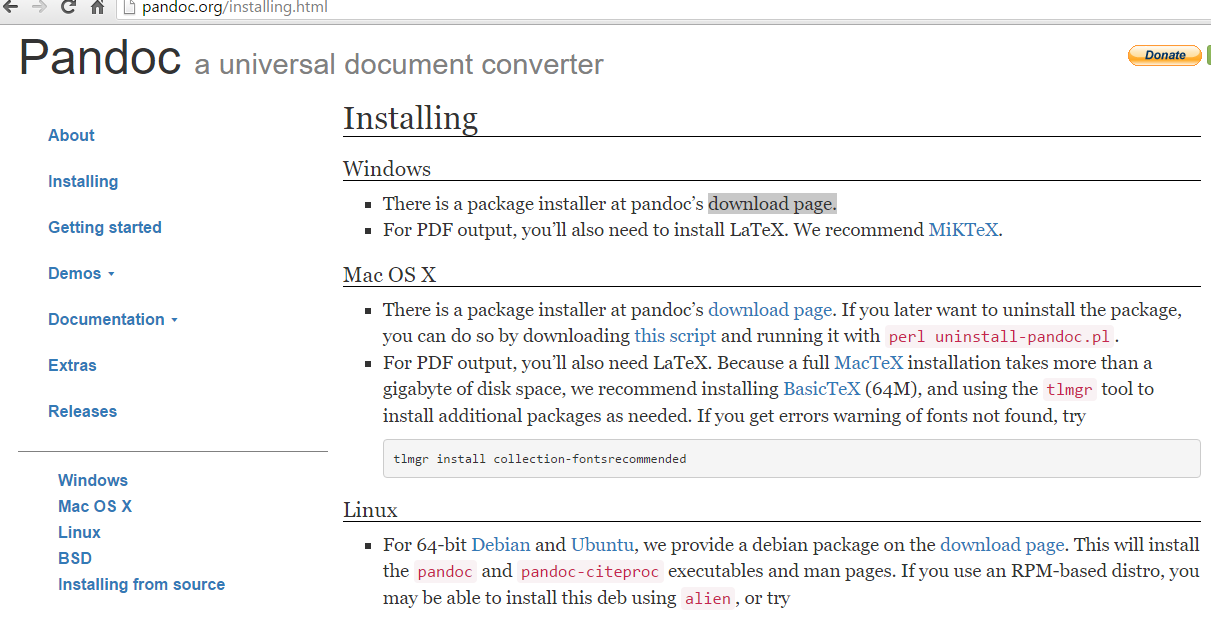 pandoc.org/installing.html
Pandoc a universal document converter
Donate
About
Installing
Getting started
Demos
Documentation
Extras
Releases
Windows
Mac OS X
Linux
BSD
Installing from source
Installing
Windows
There is a package installer at pandoc’s download page.
For PDF output, you’ll also need to install LaTeX. We recommend MiKTeX.
Mac OS X
There is a package installer at pandoc’s download page. If you later want to uninstall the package,
you can do so by downloading this script and running it with perl uninstall-pandoc.pl.
For PDF output, you’ll also need LaTeX. Because a full MacTeX installation takes more than a
gigabyte of disk space, we recommend installing BasicTeX (64M), and using the tlmgr tool to
install additional packages as needed. If you get errors warning of fonts not found, try
tlmgr install collection-fontsrecommended
Linux
For 64-bit Debian and Ubuntu, we provide a debian package on the download page. This will install
the pandoc and pandoc-citeproc executables and man pages. If you use an RPM-based distro, you
may be able to install this deb using alien, or try